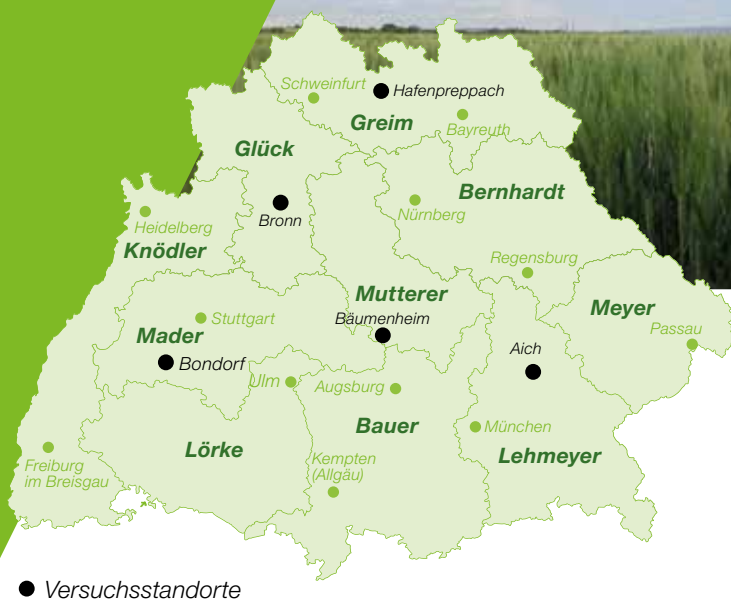 Schweinfurt
Hafenpreppach
Greim
Bayreuth
Glück
Bernhardt
Nürnberg
Bronn
Heidelberg
Knödler
Regensburg
Mutterer
Meyer
Stuttgart
Bäumenheim
Passau
Mader
Aich
Bondorf
Ulm
Augsburg
Bauer
München
Lörke
Lehmeyer
Kempten
(Allgäu)
Freiburg
im Breisgau
Versuchsstandorte